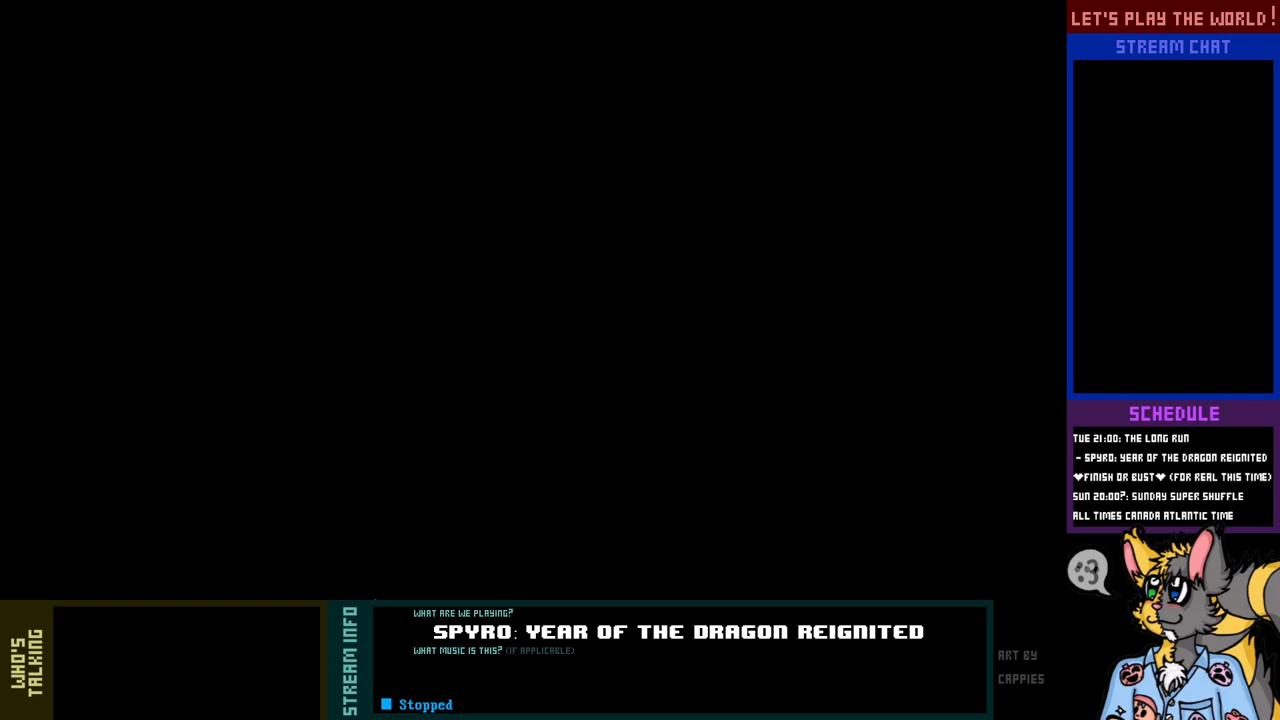 LET'S PLAY THE WORLD!
STREAM CHAT
SCHEDULE
TUE 21:00: THE LONG RUN
- SPYRO: YEAR OF THE DRAGON REIGNITED
❤FINISH OR BUST❤ (FOR REAL THIS TIME)
SUN 20:00?: SUNDAY SUPER SHUFFLE
ALL TIMES CANADA ATLANTIC TIME
:3
WHO'S
TALKING
STREAM INFO
WHAT ARE WE PLAYING?
SPYRO: YEAR OF THE DRAGON REIGNITED
WHAT MUSIC IS THIS? (IF APPLICABLE)
Stopped
ART BY
CAPPIES